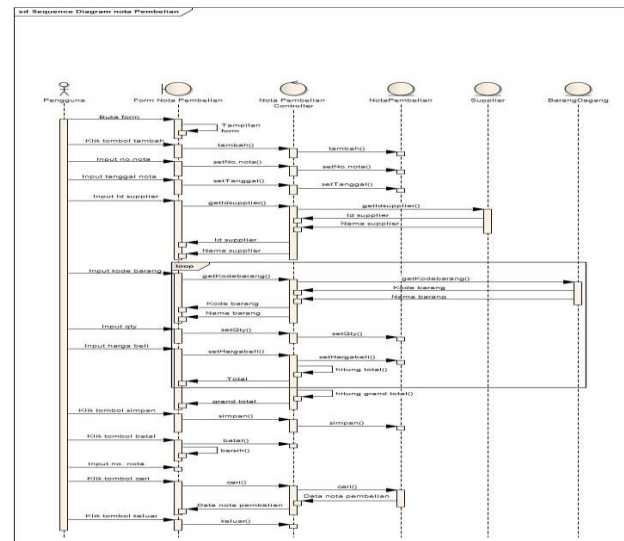 sd Sequence Diagram nota Pembelian
Pengguna
Form Nota Pembelian
Nota Pembelian
Controller
NotaPembelian
Supplier
BarangDagang
Buka form
Tampilan
form
Klik tombol tambah
tambah()
tambah()
Input no.nota
setNo.nota()
setNo.nota()
Input tanggal nota
setTanggal()
setTanggal()
Input Id supplier
getIdsupplier()
getIdsupplier()
Id supplier
Nama supplier
Id supplier
Nama supplier
loop
Input kode barang
getKodebarang()
getKodebarang()
Kode barang
Nama barang
Kode barang
Nama barang
Input qty
setQty()
setQty()
Input harga beli
setHargabeli()
setHargabeli()
hitung total()
Total
hitung grand total()
grand total
Klik tombol simpan
simpan()
simpan()
Klik tombol batal
batal()
bersih()
Input no. nota
Klik tombol cari
cari()
cari()
Data nota pembelian
Data nota pembelian
Klik tombol keluar
keluar()